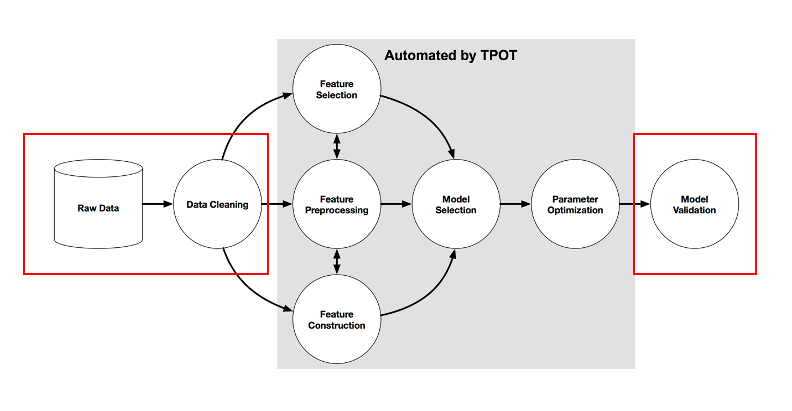 Automated by TPOT
Feature
Selection
Raw Data
Data Cleaning
Feature
Preprocessing
Model
Selection
Parameter
Optimization
Model
Validation
Feature
Construction